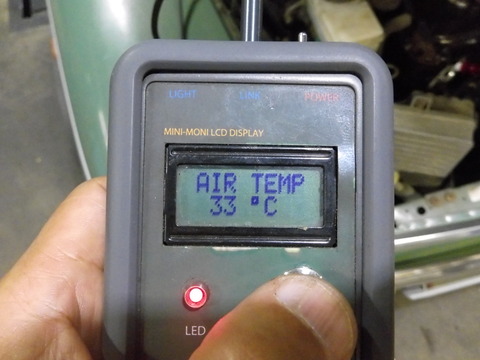 LIGHT LINK POWER
MINI-MONI LCD DISPLAY
AIR TEMP
33 °C
LED